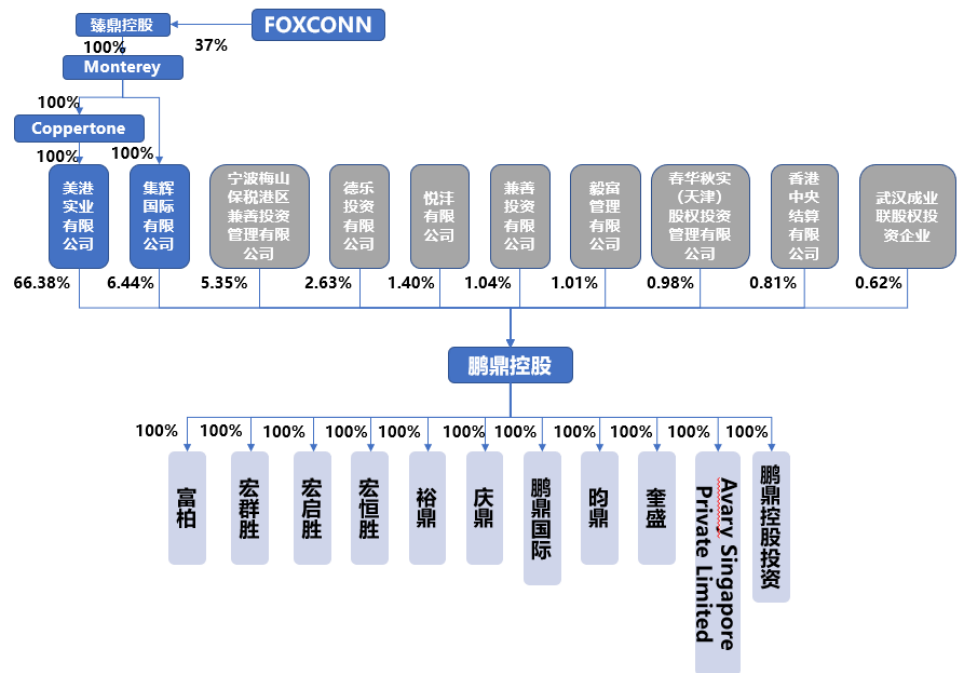 臻鼎控股
FOXCONN
100%
37%
Monterey
100%
Coppertone
100%
100%
美港
实业
有限
公司
集辉
国际
有限
公司
宁波梅山
保税港区
兼善投资
管理有限
公司
德乐
投资
有限
公司
悦沣
有限
公司
兼善
投资
有限
公司
毅富
管理
有限
公司
春华秋实
(天津)
股权投资
管理有限
公司
香港
中央
结算
有限
公司
武汉成业
联股权投
资企业
66.38%
6.44%
5.35%
2.63%
1.40%
1.04%
1.01%
0.98%
0.81%
0.62%
鹏鼎控股
100%
100%
100%
100%
100%
100%
100%
100%
100%
100%
100%
富柏
宏群胜
宏启胜
宏恒胜
裕鼎
庆鼎
鹏鼎国际
昀鼎
奎盛
Avary Singapore
Private Limited
鹏鼎控股投资